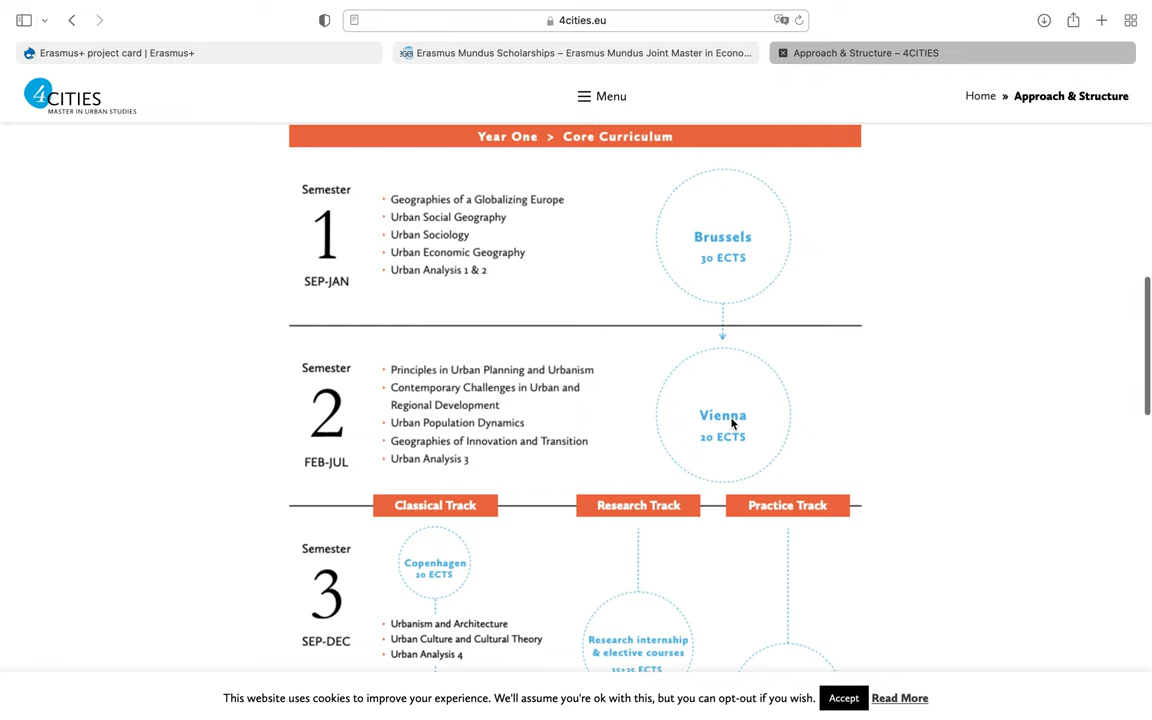 4cities.eu
Erasmus+ project card | Erasmus+
Erasmus Mundus Scholarships – Erasmus Mundus Joint Master in Econo...
Approach & Structure – 4CITIES
4CITIES
MASTER IN URBAN STUDIES
Menu
Home » Approach & Structure
Year One > Core Curriculum
Semester
1
SEP-JAN
• Geographies of a Globalizing Europe
• Urban Social Geography
• Urban Sociology
• Urban Economic Geography
• Urban Analysis 1 & 2
Brussels
30 ECTS
Semester
2
FEB-JUL
• Principles in Urban Planning and Urbanism
• Contemporary Challenges in Urban and
Regional Development
• Urban Population Dynamics
• Geographies of Innovation and Transition
• Urban Analysis 3
Vienna
20 ECTS
Classical Track
Research Track
Practice Track
Semester
3
SEP-DEC
Copenhagen
20 ECTS
• Urbanism and Architecture
• Urban Culture and Cultural Theory
• Urban Analysis 4
Research internship
& elective courses
This website uses cookies to improve your experience. We'll assume you're ok with this, but you can opt-out if you wish. Accept Read More